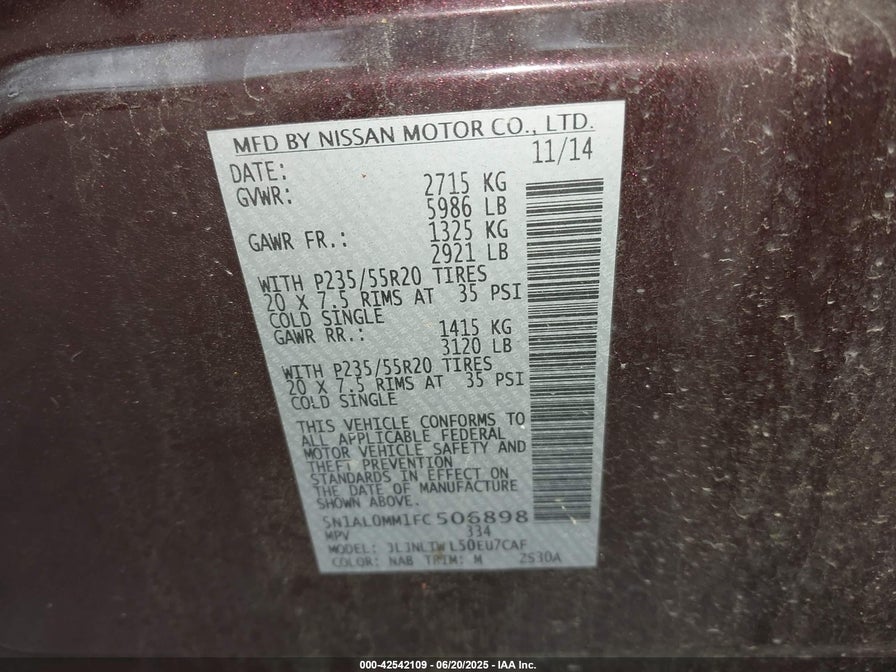 MFD BY NISSAN MOTOR CO., LTD.
DATE: 11/14
GVWR: 2715 KG
5986 LB
GAWR FR.: 1325 KG
2921 LB
WITH P235/55R20 TIRES
20 X 7.5 RIMS AT 35 PSI
COLD SINGLE
GAWR RR.: 1415 KG
3120 LB
WITH P235/55R20 TIRES
20 X 7.5 RIMS AT 35 PSI
COLD SINGLE
THIS VEHICLE CONFORMS TO
ALL APPLICABLE FEDERAL
MOTOR VEHICLE SAFETY AND
THEFT PREVENTION
STANDARDS IN EFFECT ON
THE DATE OF MANUFACTURE
SHOWN ABOVE.
5N1AL0MM1FC506898
MPV 334
MODEL:
COLOR: NAB TRIM: M 2S30A
000-42542109 - 06/20/2025 - IAA Inc.